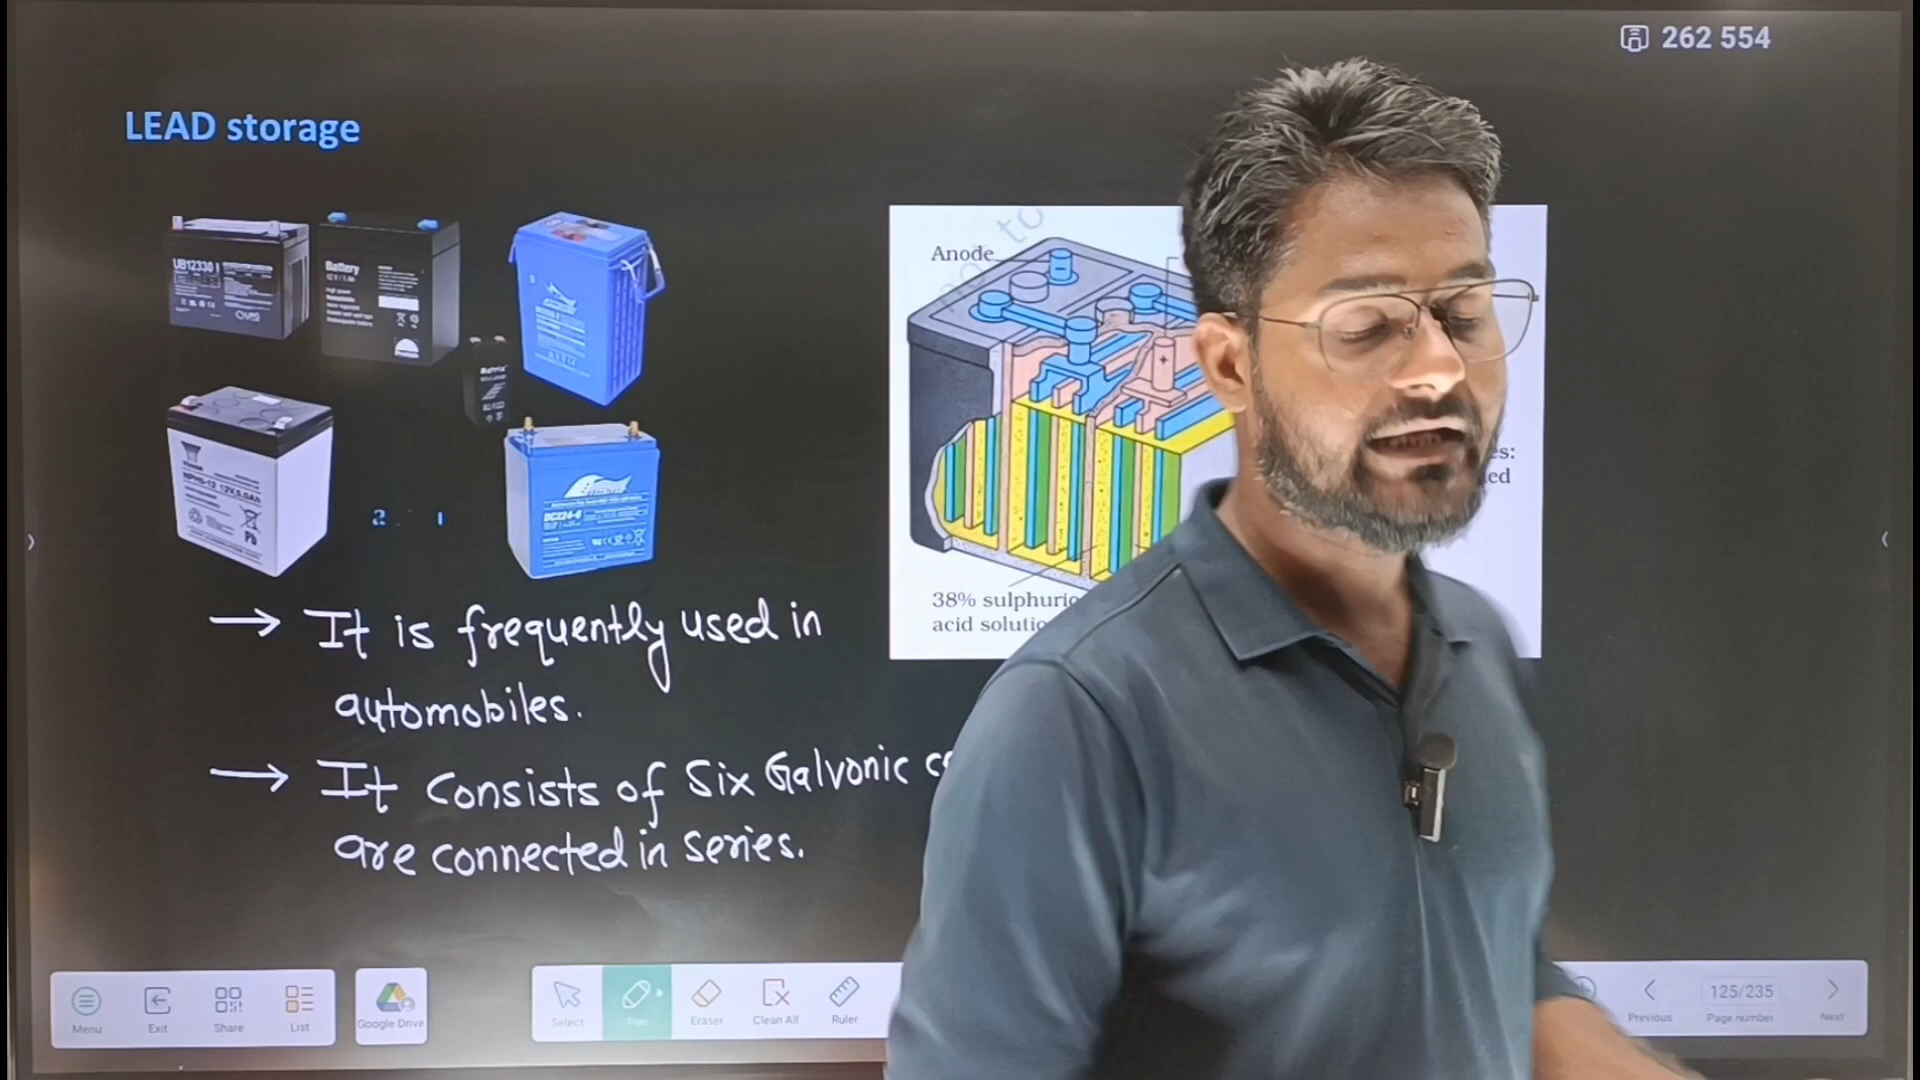 262 554
LEAD storage
UB12330
Battery
Anode
38% sulphuric
acid solutio
→ It is frequently used in
automobiles.
→ It consists of Six Galvonic
are connected in series.
Menu Exit Share List Google Drive Select Pen Eraser Clean All Ruler Previous 125/235 Page number Next